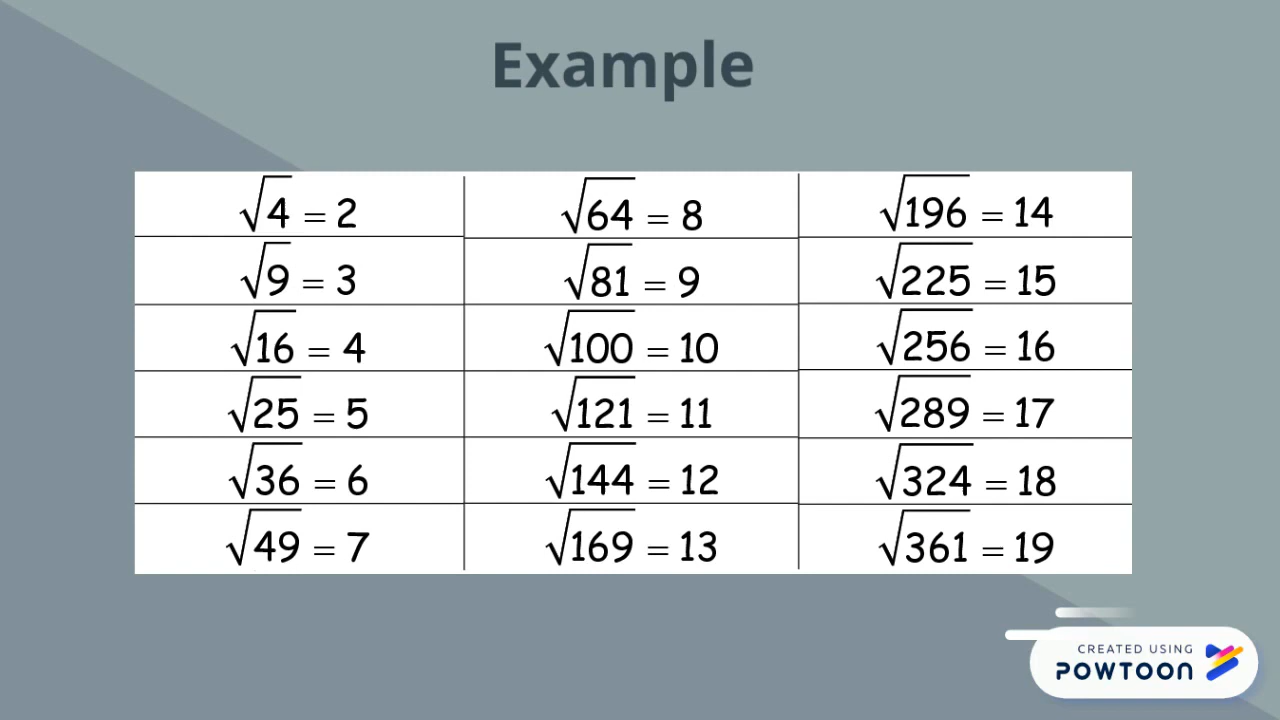 Example
√4 = 2
√64 = 8
√196 = 14
√9 = 3
√81 = 9
√225 = 15
√16 = 4
√100 = 10
√256 = 16
√25 = 5
√121 = 11
√289 = 17
√36 = 6
√144 = 12
√324 = 18
√49 = 7
√169 = 13
√361 = 19
CREATED USING
POWTOON